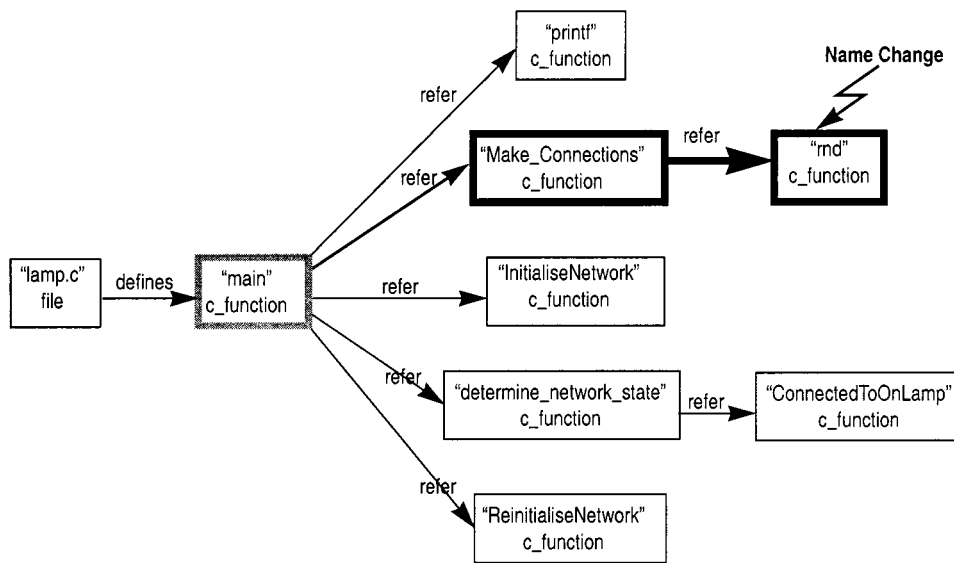 “printf”
c_function
Name Change
refer
refer
“Make_Connections”
c_function
refer
“rnd”
c_function
“lamp.c”
file
defines
“main”
c_function
refer
“InitialiseNetwork”
c_function
refer
“determine_network_state”
c_function
refer
“ConnectedToOnLamp”
c_function
refer
“ReinitialiseNetwork”
c_function